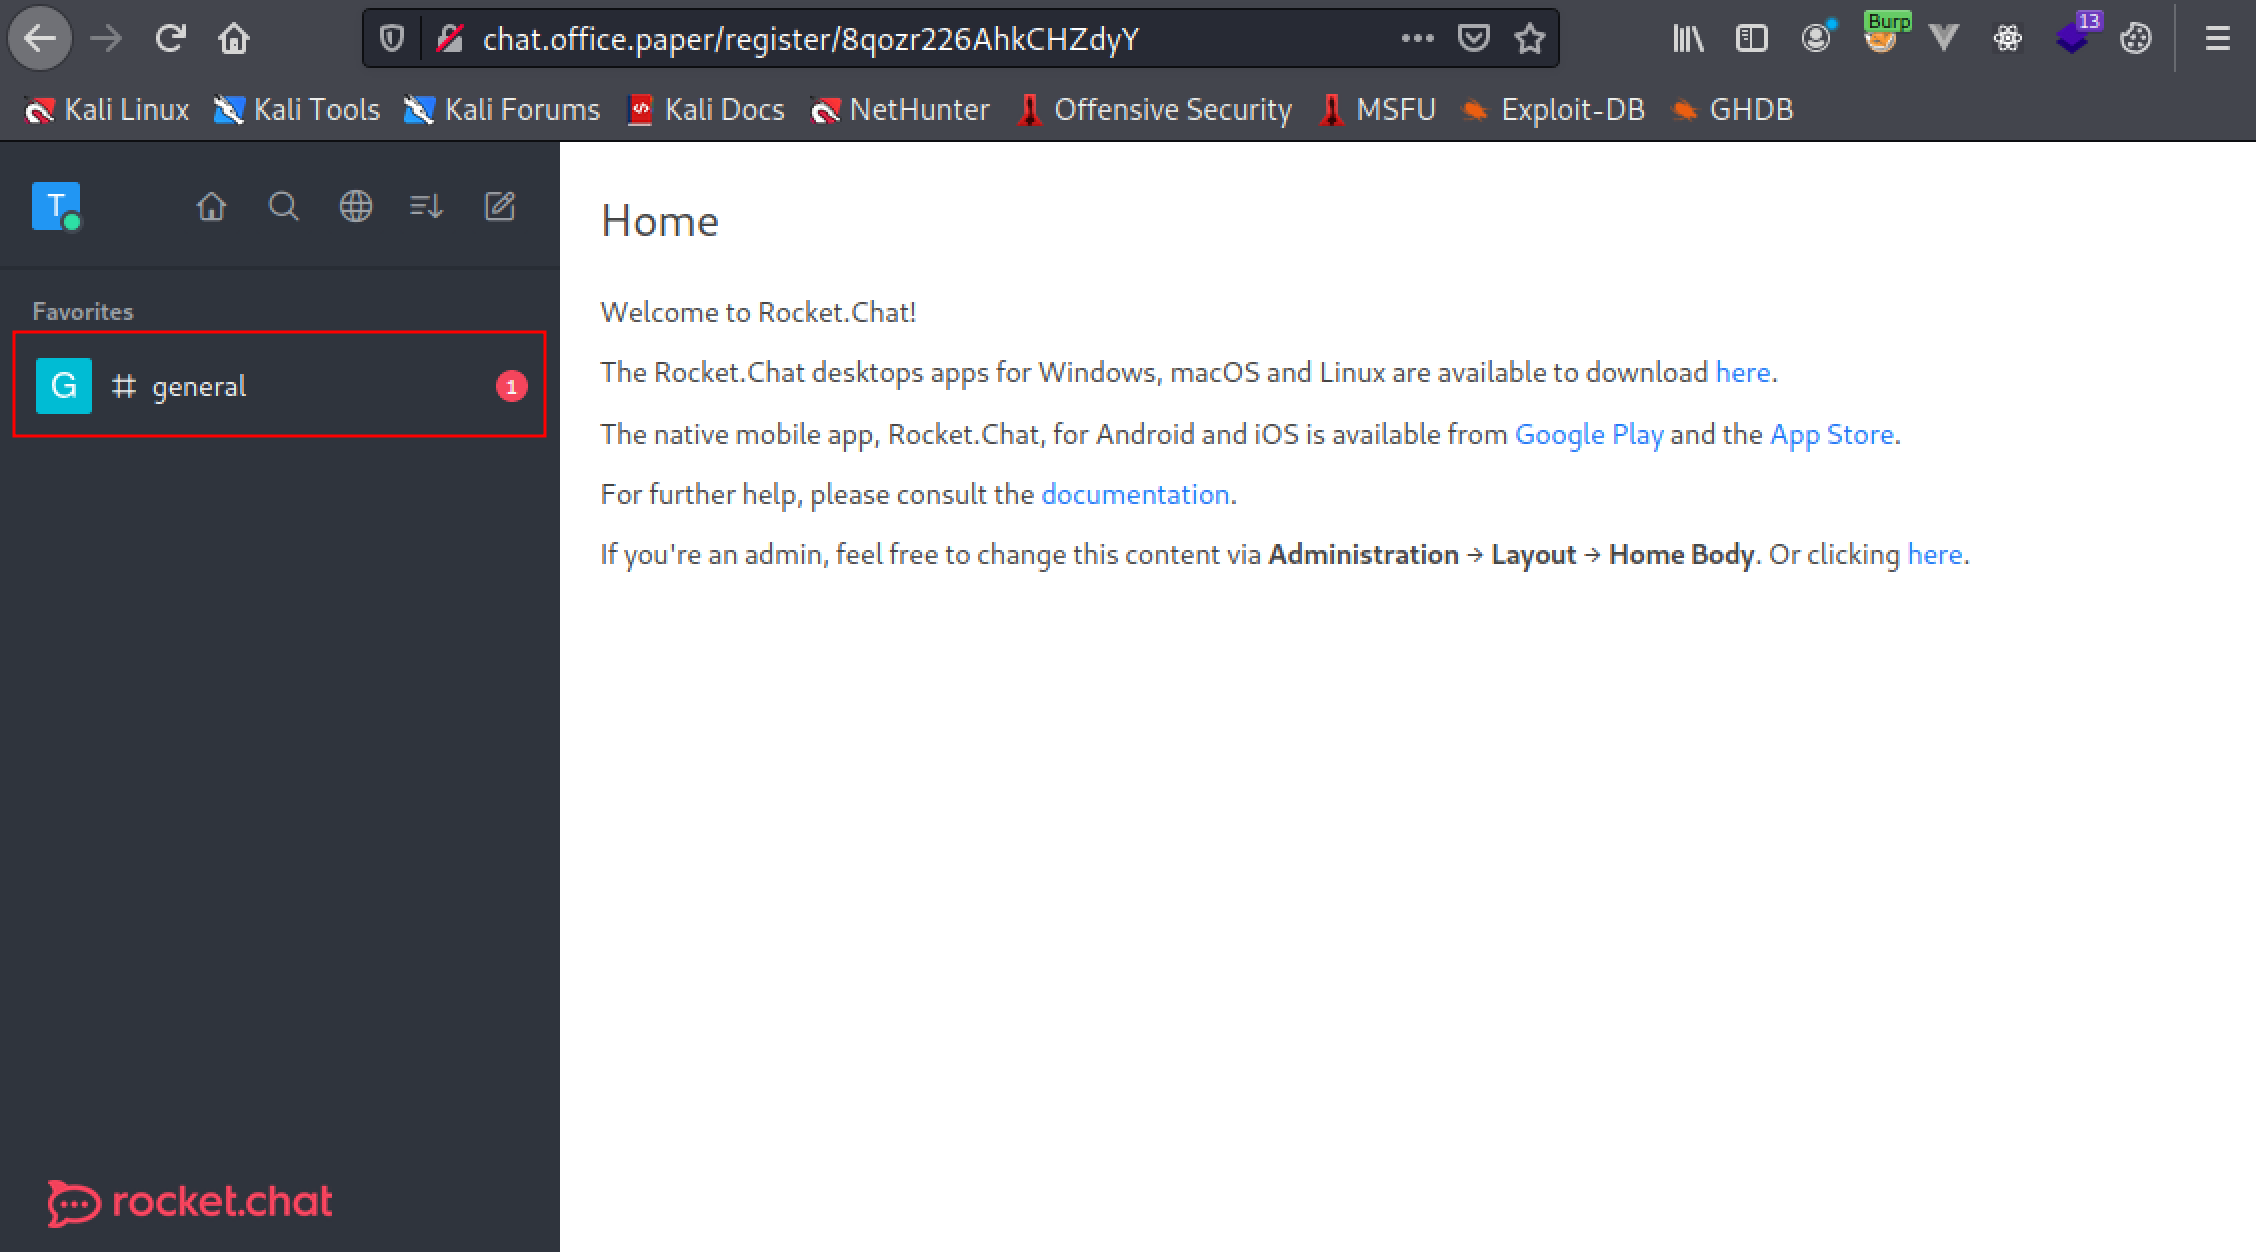 chat.office.paper/register/8qozr226AhkCHZdyY
Burp
13
Kali Linux Kali Tools Kali Forums Kali Docs NetHunter Offensive Security MSFU Exploit-DB GHDB
T
Favorites
G # general 1
Home
Welcome to Rocket.Chat!
The Rocket.Chat desktops apps for Windows, macOS and Linux are available to download here.
The native mobile app, Rocket.Chat, for Android and iOS is available from Google Play and the App Store.
For further help, please consult the documentation.
If you're an admin, feel free to change this content via Administration → Layout → Home Body. Or clicking here.
rocket.chat